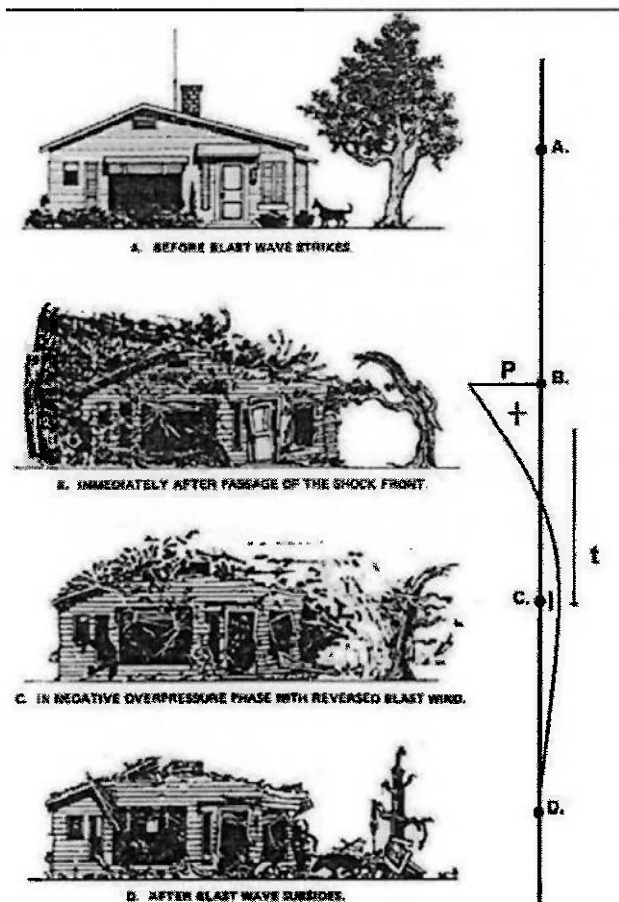 A. BEFORE BLAST WAVE STRIKES.
A.
P
B.
+
B. IMMEDIATELY AFTER PASSAGE OF THE SHOCK FRONT.
t
C.
C. IN NEGATIVE OVERPRESSURE PHASE WITH REVERSED BLAST WIND.
D.
D. AFTER BLAST WAVE SUBSIDES.